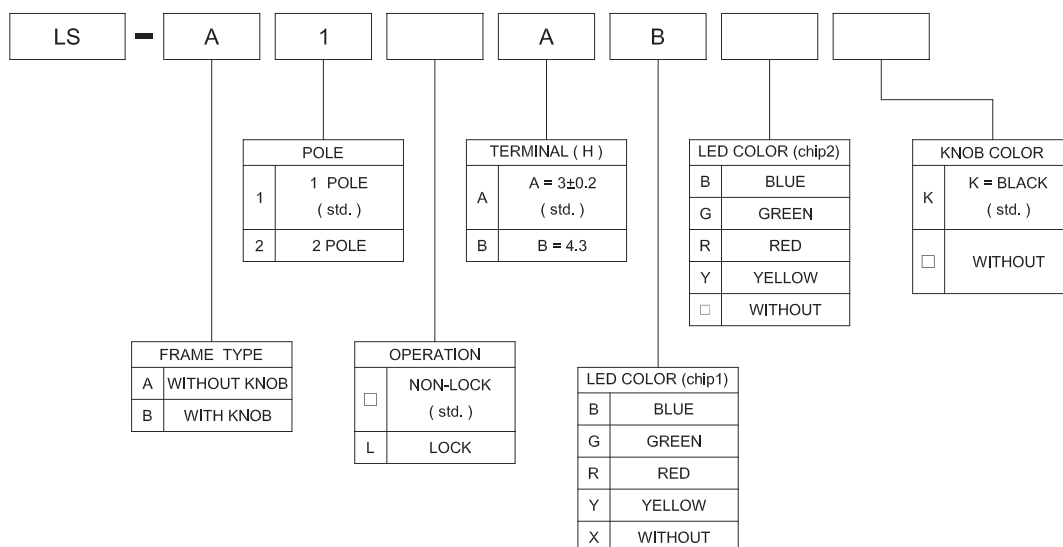 LS - A 1 A B
POLE
1 1 POLE
( std. )
2 2 POLE
TERMINAL ( H )
A A = 3±0.2
( std. )
B B = 4.3
LED COLOR (chip2)
B BLUE
G GREEN
R RED
Y YELLOW
□ WITHOUT
KNOB COLOR
K K = BLACK
( std. )
□ WITHOUT
FRAME TYPE
A WITHOUT KNOB
B WITH KNOB
OPERATION
□ NON-LOCK
( std. )
L LOCK
LED COLOR (chip1)
B BLUE
G GREEN
R RED
Y YELLOW
X WITHOUT